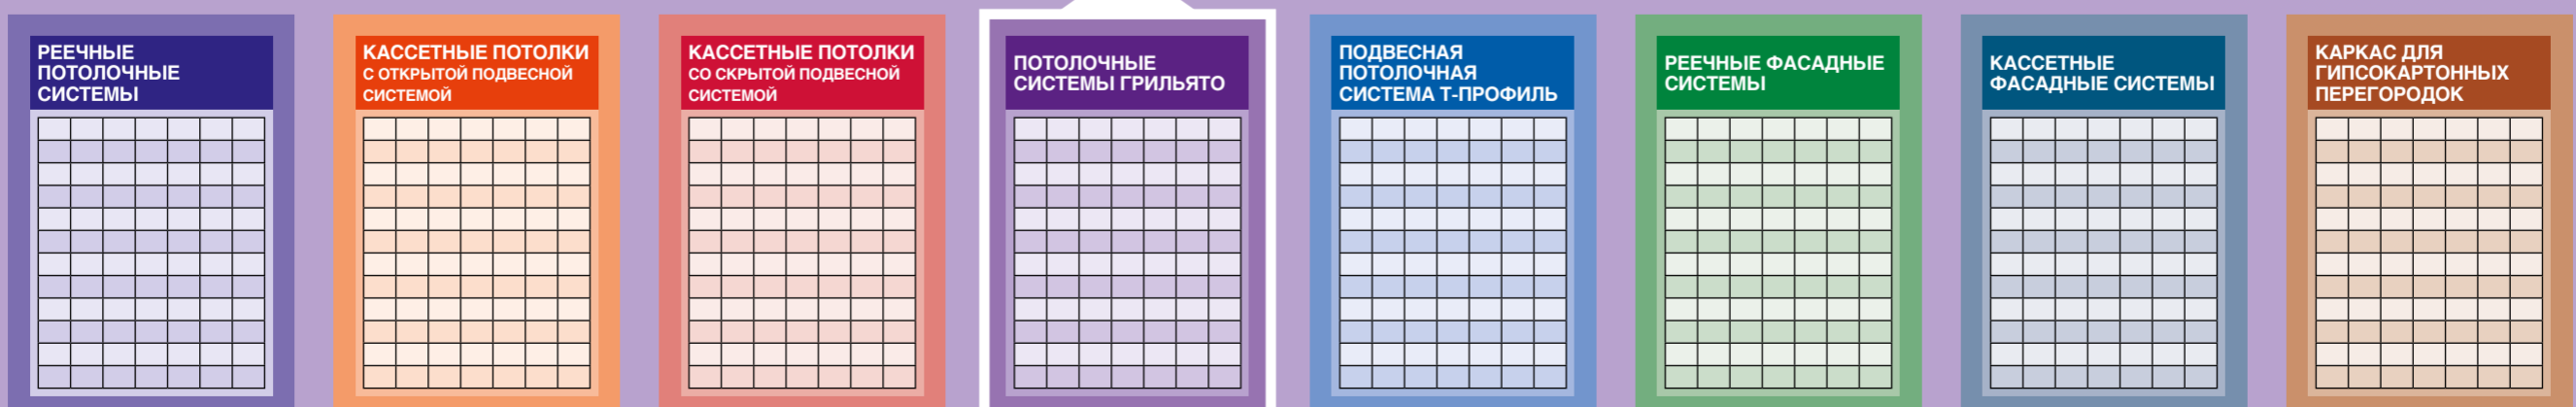 РЕЕЧНЫЕ
ПОТОЛОЧНЫЕ
СИСТЕМЫ
КАССЕТНЫЕ ПОТОЛКИ
С ОТКРЫТОЙ ПОДВЕСНОЙ
СИСТЕМОЙ
КАССЕТНЫЕ ПОТОЛКИ
СО СКРЫТОЙ ПОДВЕСНОЙ
СИСТЕМОЙ
ПОТОЛОЧНЫЕ
СИСТЕМЫ ГРИЛЬЯТО
ПОДВЕСНАЯ
ПОТОЛОЧНАЯ
СИСТЕМА Т-ПРОФИЛЬ
РЕЕЧНЫЕ ФАСАДНЫЕ
СИСТЕМЫ
КАССЕТНЫЕ
ФАСАДНЫЕ СИСТЕМЫ
КАРКАС ДЛЯ
ГИПСОКАРТОННЫХ
ПЕРЕГОРОДОК